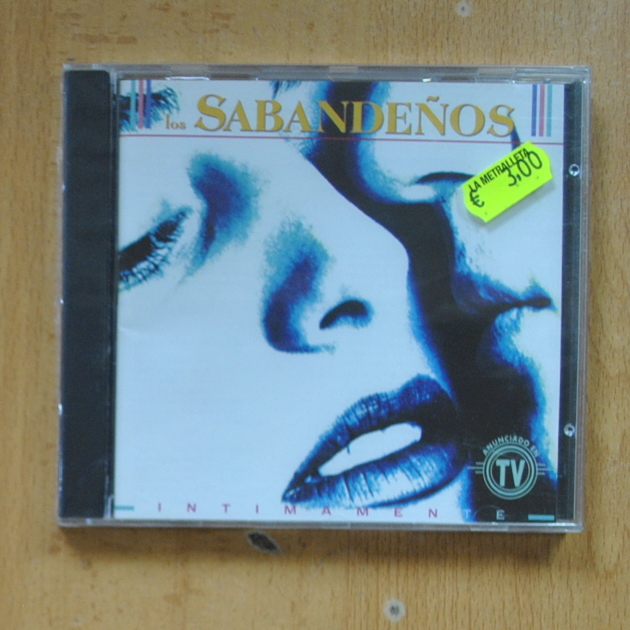 los SABANDEÑOS
LA METRALLETA
€ 3,00
ANUNCIADO EN
TV
INTIMAMENTE